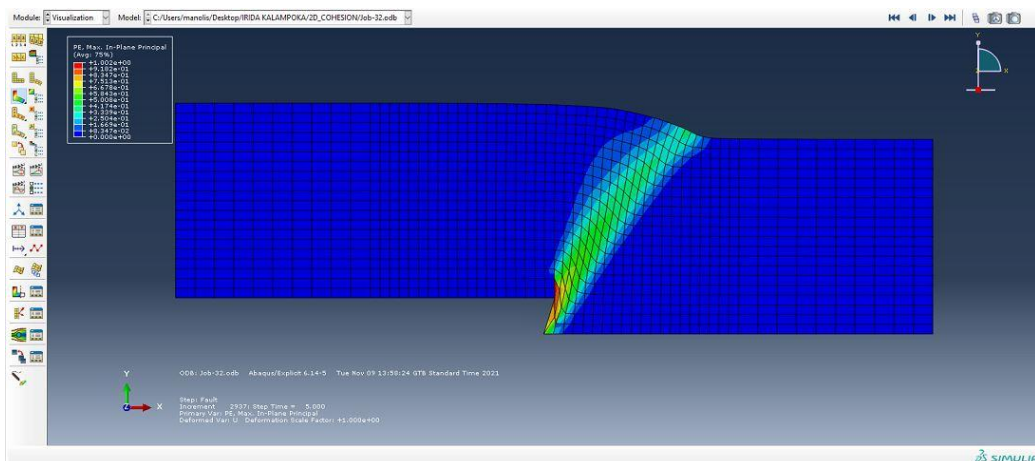 Module: Visualization Model: C:/Users/manolis/Desktop/IRIDA KALAMPOKA/2D_COHESION/Job-32.odb
PE, Max. In-Plane Principal
(Avg: 75%)
+1.002e+00
+9.182e-01
+8.347e-01
+7.513e-01
+6.678e-01
+5.843e-01
+5.008e-01
+4.174e-01
+3.339e-01
+2.504e-01
+1.669e-01
+8.347e-02
+0.000e+00
Y
Z
X
Y
Z
X
ODB: Job-32.odb Abaqus/Explicit 6.14-5 Tue Nov 09 13:58:24 GTB Standard Time 2021
Step: Fault
Increment 2937: Step Time = 5.000
Primary Var: PE, Max. In-Plane Principal
Deformed Var: U Deformation Scale Factor: +1.000e+00
SIMULIA